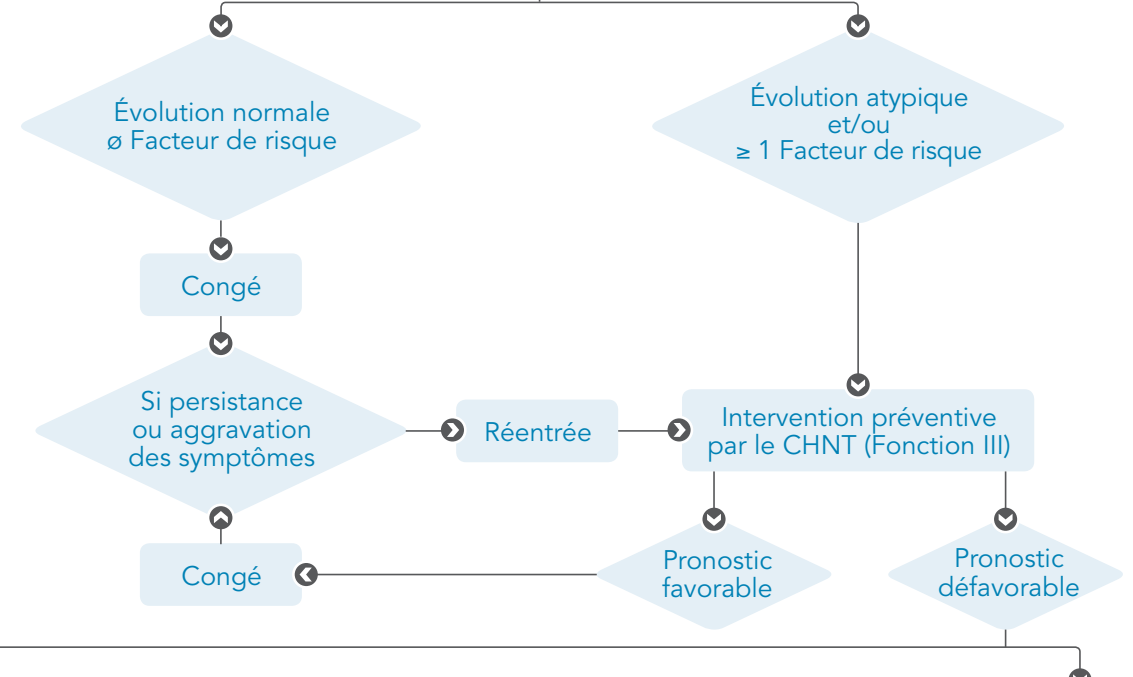 Évolution normale
ø Facteur de risque
Évolution atypique
et/ou
≥ 1 Facteur de risque
Congé
Si persistance
ou aggravation
des symptômes
Réentrée
Intervention préventive
par le CHNT (Fonction III)
Congé
Pronostic
favorable
Pronostic
défavorable